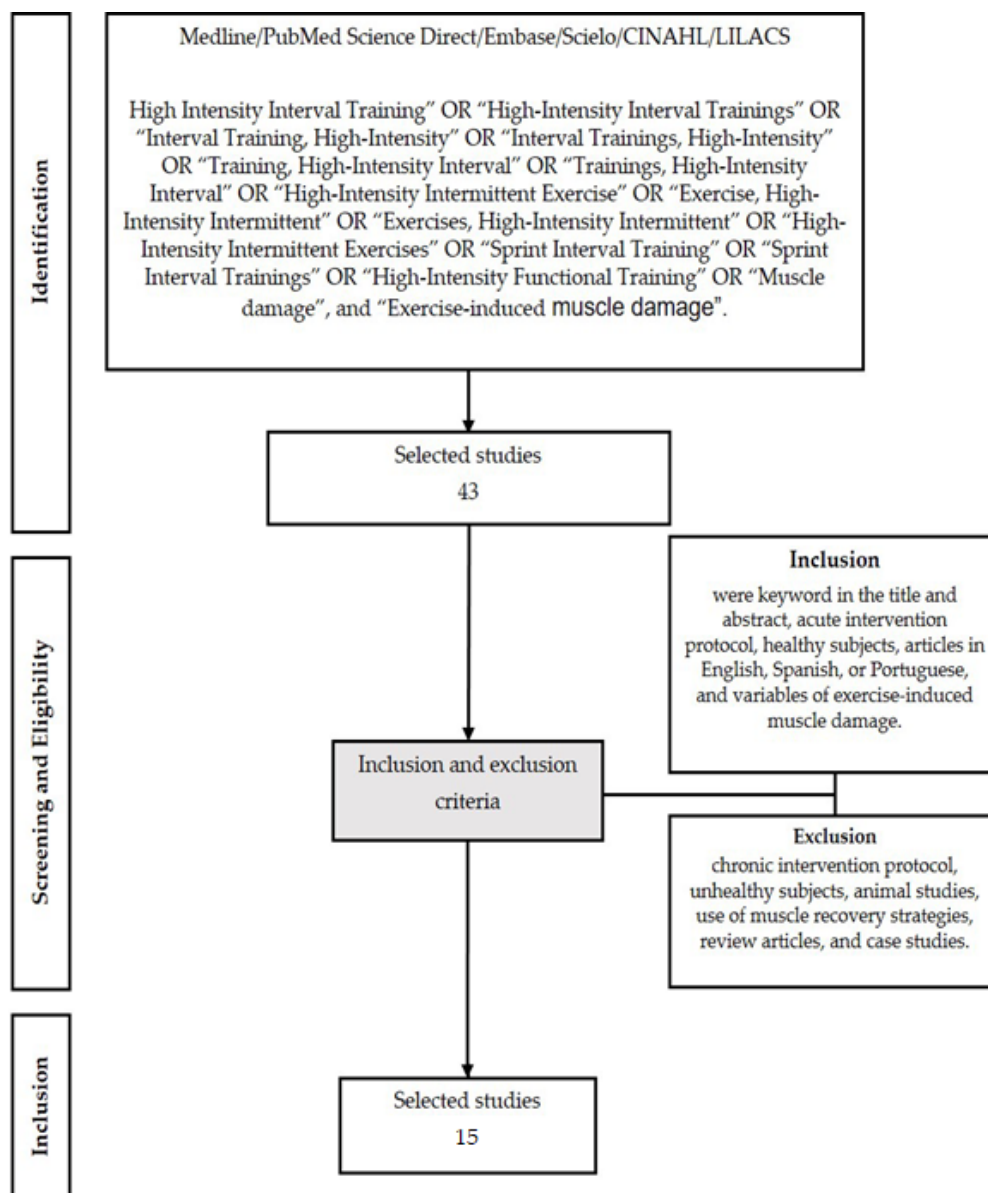 Identification
Medline/PubMed Science Direct/Embase/Scielo/CINAHL/LILACS
High Intensity Interval Training” OR “High-Intensity Interval Trainings” OR
“Interval Training, High-Intensity” OR “Interval Trainings, High-Intensity”
OR “Training, High-Intensity Interval” OR “Trainings, High-Intensity
Interval” OR “High-Intensity Intermittent Exercise” OR “Exercise, High-
Intensity Intermittent” OR “Exercises, High-Intensity Intermittent” OR “High-
Intensity Intermittent Exercises” OR “Sprint Interval Training” OR “Sprint
Interval Trainings” OR “High-Intensity Functional Training” OR “Muscle
damage”, and “Exercise-induced muscle damage”.
Selected studies
43
Screening and Eligibility
Inclusion and exclusion
criteria
Inclusion
were keyword in the title and
abstract, acute intervention
protocol, healthy subjects, articles in
English, Spanish, or Portuguese,
and variables of exercise-induced
muscle damage.
Exclusion
chronic intervention protocol,
unhealthy subjects, animal studies,
use of muscle recovery strategies,
review articles, and case studies.
Inclusion
Selected studies
15